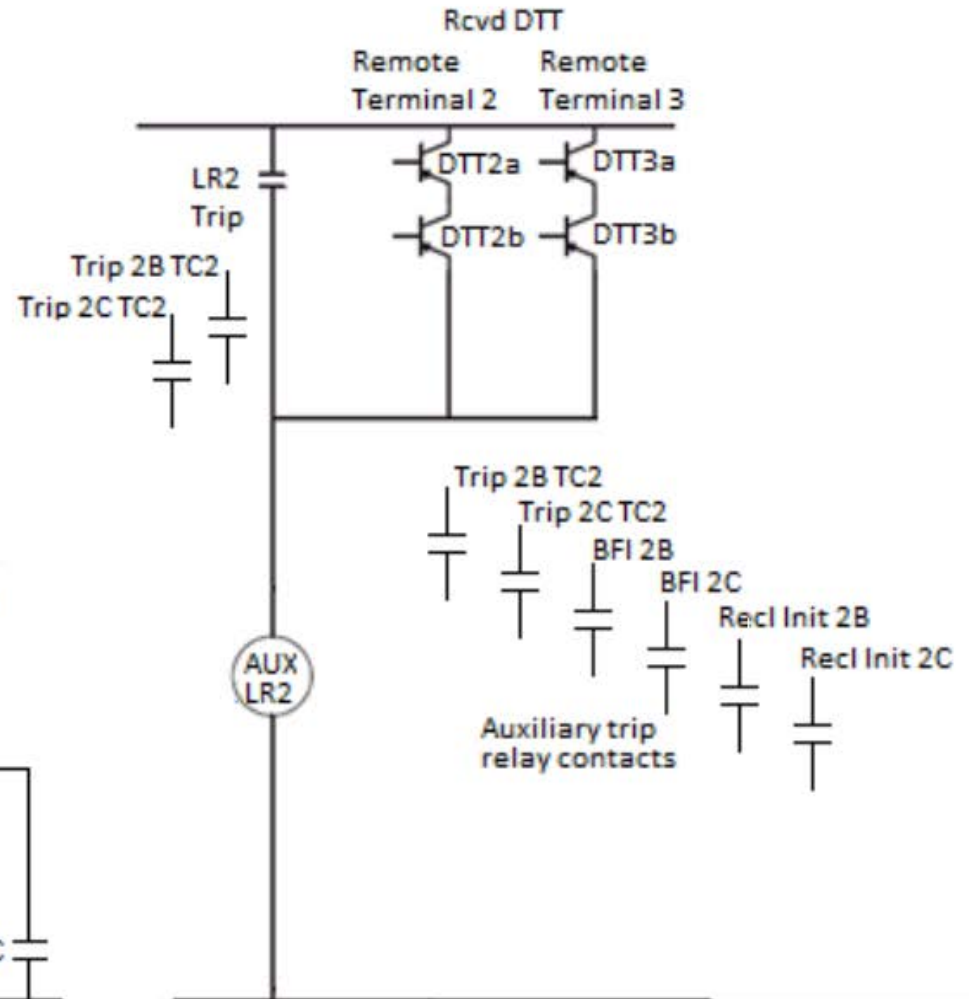 Rcvd DTT
Remote
Terminal 2
Remote
Terminal 3
LR2
Trip
DTT2a
DTT3a
DTT2b
DTT3b
Trip 2B TC2
Trip 2C TC2
Trip 2B TC2
Trip 2C TC2
BFI 2B
BFI 2C
Recl Init 2B
Recl Init 2C
AUX
LR2
Auxiliary trip
relay contacts